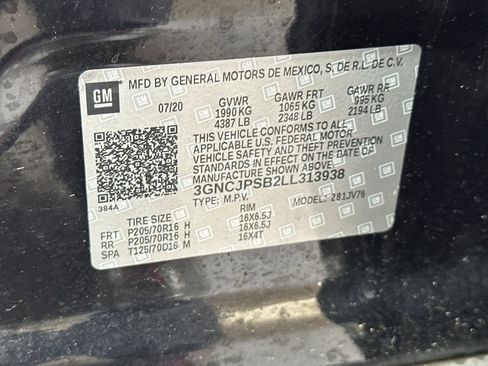 MFD BY GENERAL MOTORS DE MEXICO, S. DE R.L. DE C.V.
GM 07/20 GVWR GAWR FRT GAWR RR
1990 KG 1065 KG 995 KG
4387 LB 2348 LB 2194 LB
THIS VEHICLE CONFORMS TO ALL
APPLICABLE U.S. FEDERAL MOTOR
VEHICLE SAFETY, BUMPER, AND THEFT PREVENTION
STANDARDS IN EFFECT ON THE DATE OF
MANUFACTURE SHOWN ABOVE.
3GNCJPSB2LL313938
384A TYPE: M.P.V. MODEL: 281JV76
TIRE SIZE RIM
FRT P205/70R16 H 16X6.5J
RR P205/70R16 H 16X6.5J
SPA T125/70D16 M 16X4T